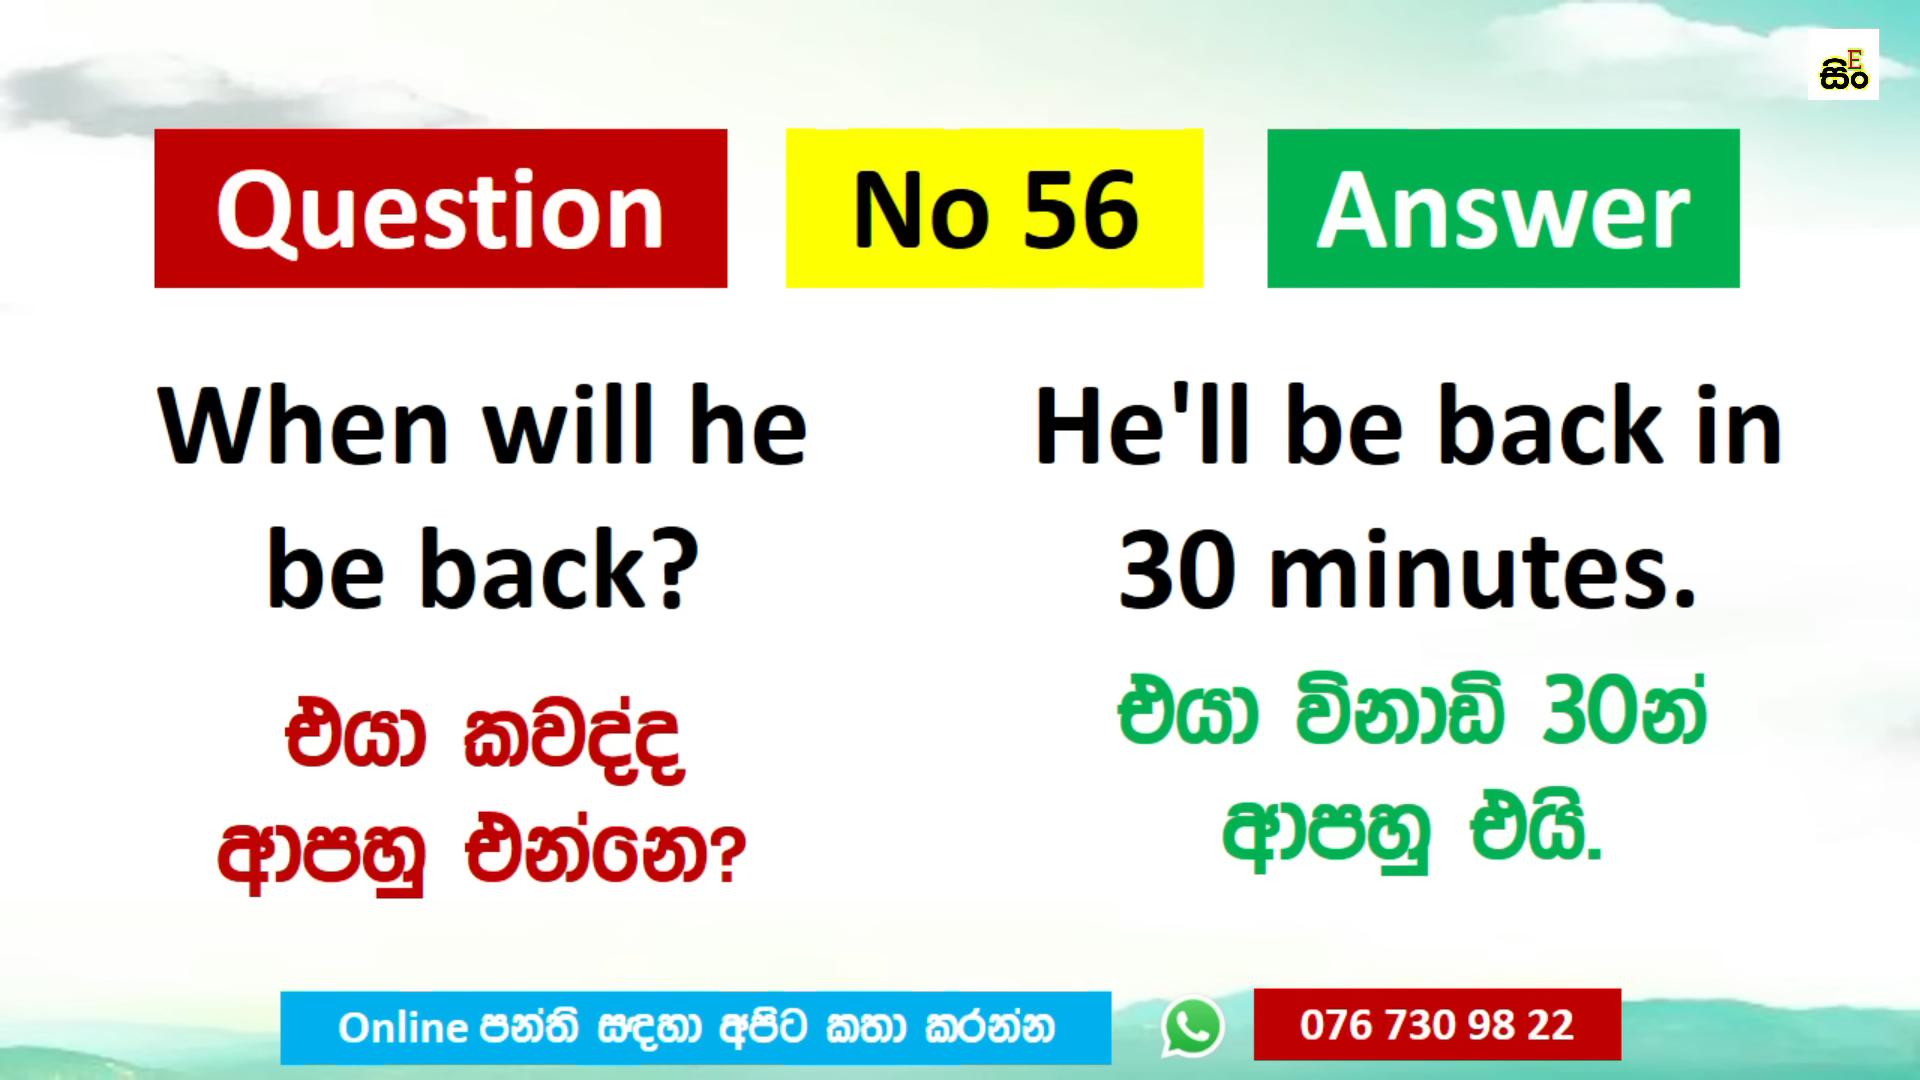 සිං
E
Question
No 56
Answer
When will he
be back?
එයා කවද්ද
ආපහු එන්නෙ?
He'll be back in
30 minutes.
එයා විනාඩි 30න්
ආපහු එයි.
Online පන්ති සඳහා අපිට කතා කරන්න
076 730 98 22